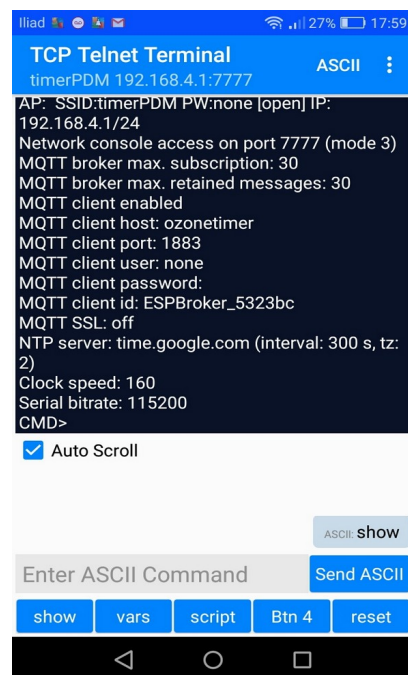 Iliad 27% 17:59
TCP Telnet Terminal
ASCII
timerPDM 192.168.4.1:7777
AP: SSID:timerPDM PW:none [open] IP:
192.168.4.1/24
Network console access on port 7777 (mode 3)
MQTT broker max. subscription: 30
MQTT broker max. retained messages: 30
MQTT client enabled
MQTT client host: ozonetimer
MQTT client port: 1883
MQTT client user: none
MQTT client password:
MQTT client id: ESPBroker_5323bc
MQTT SSL: off
NTP server: time.google.com (interval: 300 s, tz:
2)
Clock speed: 160
Serial bitrate: 115200
CMD>
Auto Scroll
ASCII: show
Enter ASCII Command
Send ASCII
show vars script Btn 4 reset